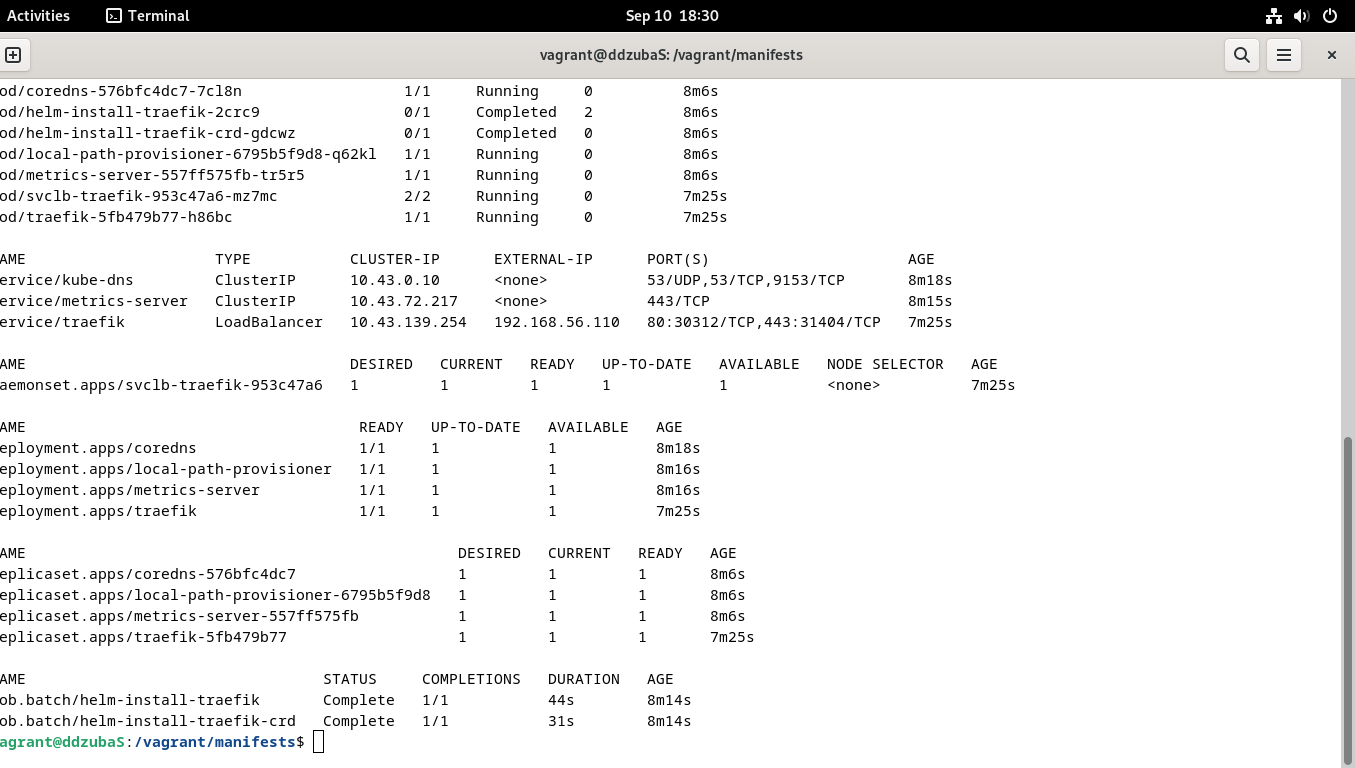 Activities Terminal Sep 10 18:30
vagrant@ddzubaS: /vagrant/manifests
od/coredns-576bfc4dc7-7cl8n 1/1 Running 0 8m6s
od/helm-install-traefik-2crc9 0/1 Completed 2 8m6s
od/helm-install-traefik-crd-gdcwz 0/1 Completed 0 8m6s
od/local-path-provisioner-6795b5f9d8-q62kl 1/1 Running 0 8m6s
od/metrics-server-557ff575fb-tr5r5 1/1 Running 0 8m6s
od/svclb-traefik-953c47a6-mz7mc 2/2 Running 0 7m25s
od/traefik-5fb479b77-h86bc 1/1 Running 0 7m25s
AME TYPE CLUSTER-IP EXTERNAL-IP PORT(S) AGE
ervice/kube-dns ClusterIP 10.43.0.10 <none> 53/UDP,53/TCP,9153/TCP 8m18s
ervice/metrics-server ClusterIP 10.43.72.217 <none> 443/TCP 8m15s
ervice/traefik LoadBalancer 10.43.139.254 192.168.56.110 80:30312/TCP,443:31404/TCP 7m25s
AME DESIRED CURRENT READY UP-TO-DATE AVAILABLE NODE SELECTOR AGE
aemonset.apps/svclb-traefik-953c47a6 1 1 1 1 1 <none> 7m25s
AME READY UP-TO-DATE AVAILABLE AGE
eployment.apps/coredns 1/1 1 1 8m18s
eployment.apps/local-path-provisioner 1/1 1 1 8m16s
eployment.apps/metrics-server 1/1 1 1 8m16s
eployment.apps/traefik 1/1 1 1 7m25s
AME DESIRED CURRENT READY AGE
eplicaset.apps/coredns-576bfc4dc7 1 1 1 8m6s
eplicaset.apps/local-path-provisioner-6795b5f9d8 1 1 1 8m6s
eplicaset.apps/metrics-server-557ff575fb 1 1 1 8m6s
eplicaset.apps/traefik-5fb479b77 1 1 1 7m25s
AME STATUS COMPLETIONS DURATION AGE
ob.batch/helm-install-traefik Complete 1/1 44s 8m14s
ob.batch/helm-install-traefik-crd Complete 1/1 31s 8m14s
agrant@ddzubaS:/vagrant/manifests$